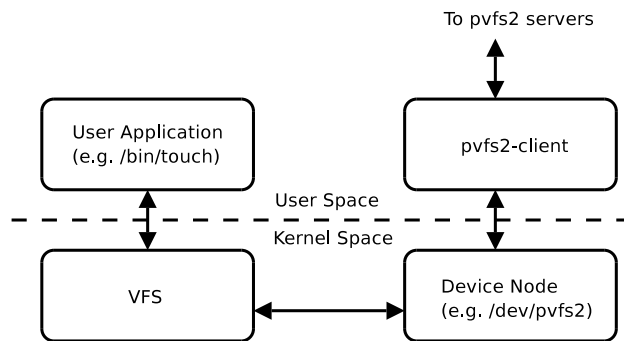 To pvfs2 servers
User Application
(e.g. /bin/touch)
pvfs2-client
User Space
Kernel Space
VFS
Device Node
(e.g. /dev/pvfs2)